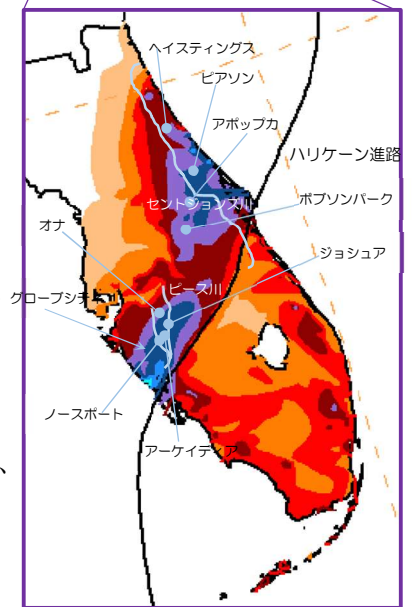 ヘイスティングス
ピアソン
アポップカ
ハリケーン進路
ボブソンパーク
セントジョンズ川
オナ
ジョシュア
ピース川
グローブシティ
ノースポート
アーケイディア
、